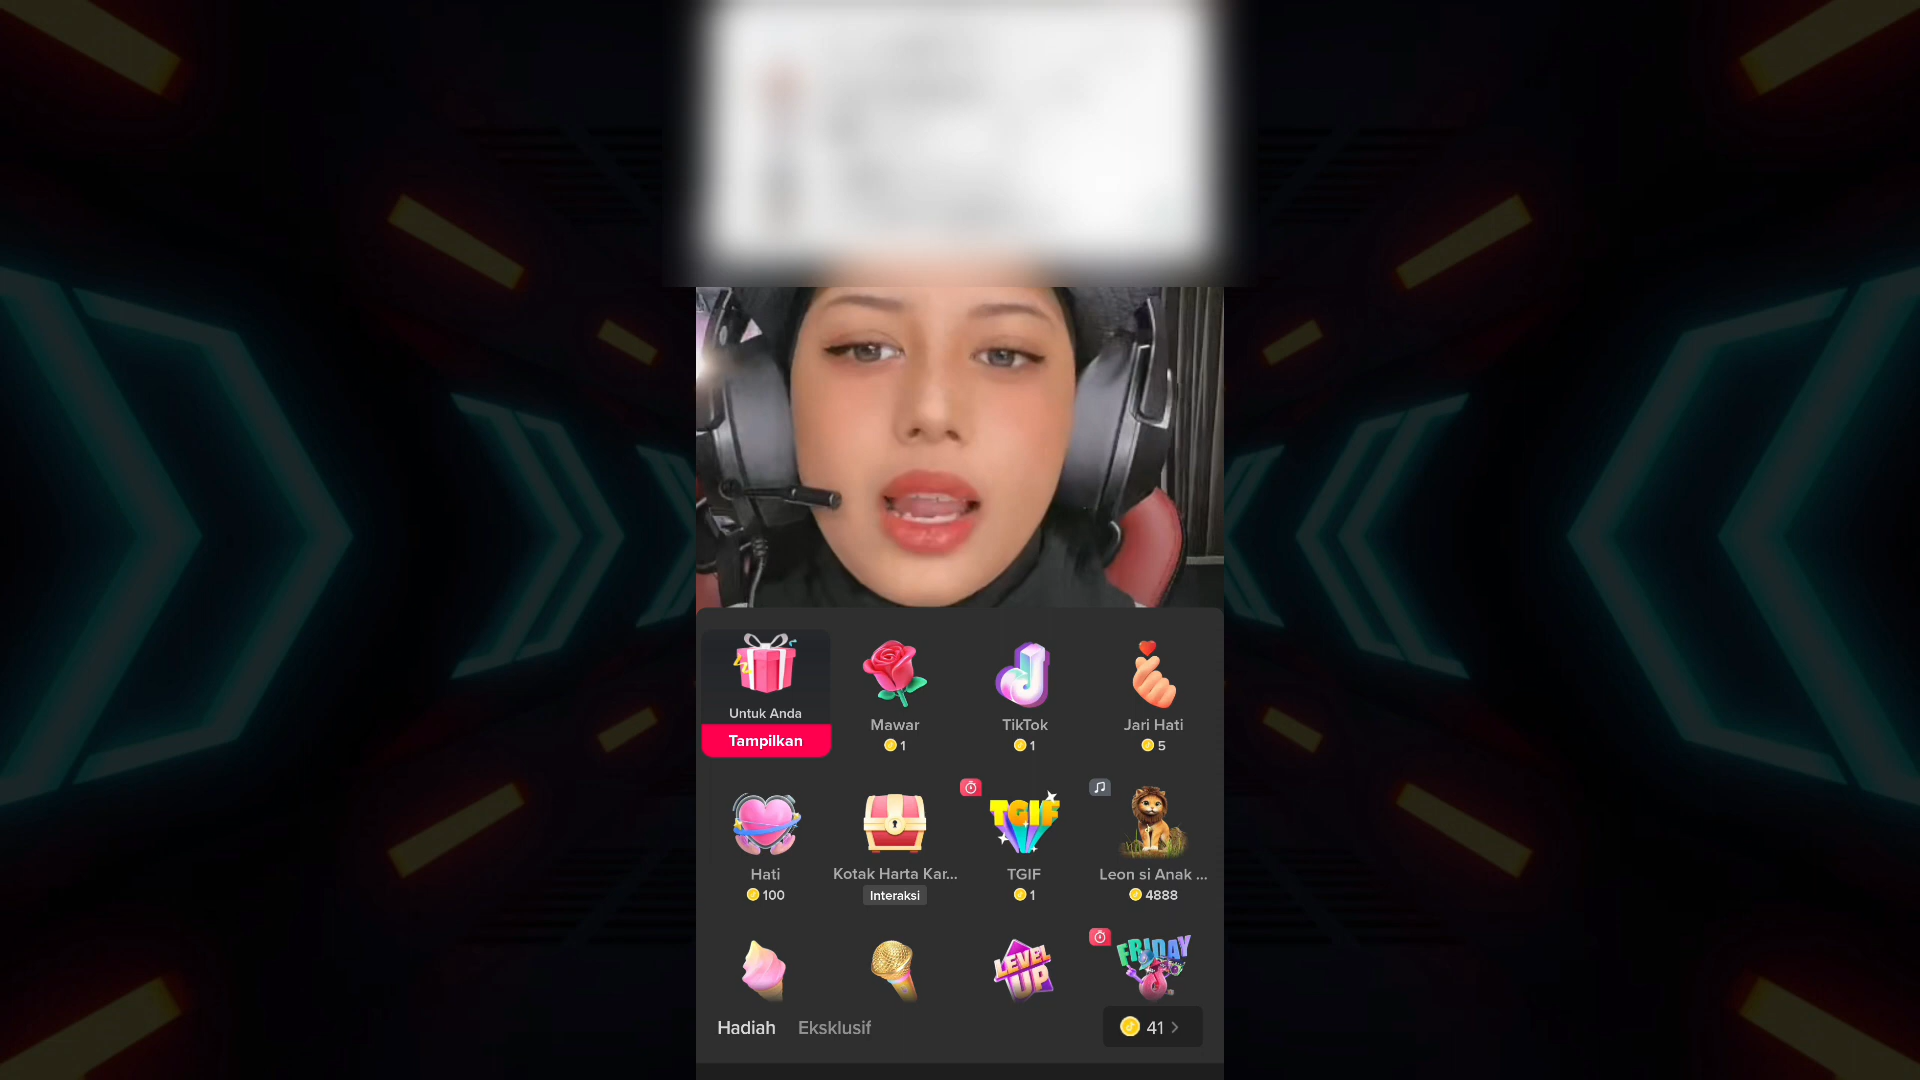 Untuk Anda
Tampilkan
Mawar
1
TikTok
1
Jari Hati
5
Hati
100
Kotak Harta Kar...
Interaksi
TGIF
TGIF
1
Leon si Anak ...
4888
LEVEL
UP
FRIDAY
Hadiah
Eksklusif
41